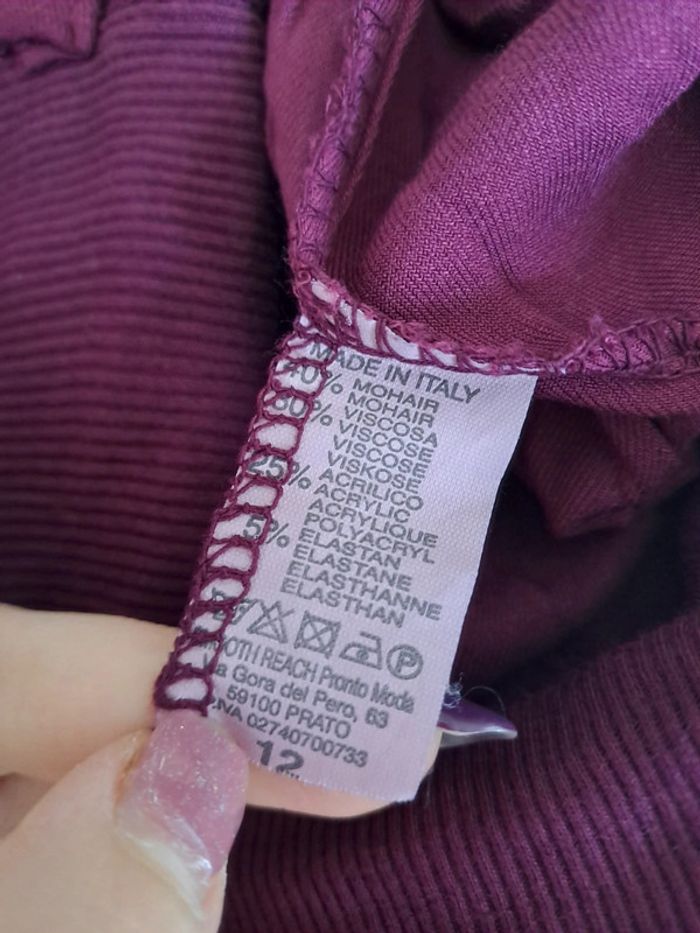 MADE IN ITALY
40% MOHAIR
MOHAIR
30% VISCOSA
VISCOSE
VISCOSE
VISKOSE
25% ACRILICO
ACRYLIC
ACRYLIQUE
POLYACRYL
5% ELASTAN
ELASTANE
ELASTHANNE
ELASTHAN
P
REACH Pronto Moda
Gora del Pero, 63
59100 PRATO
02740700733
12